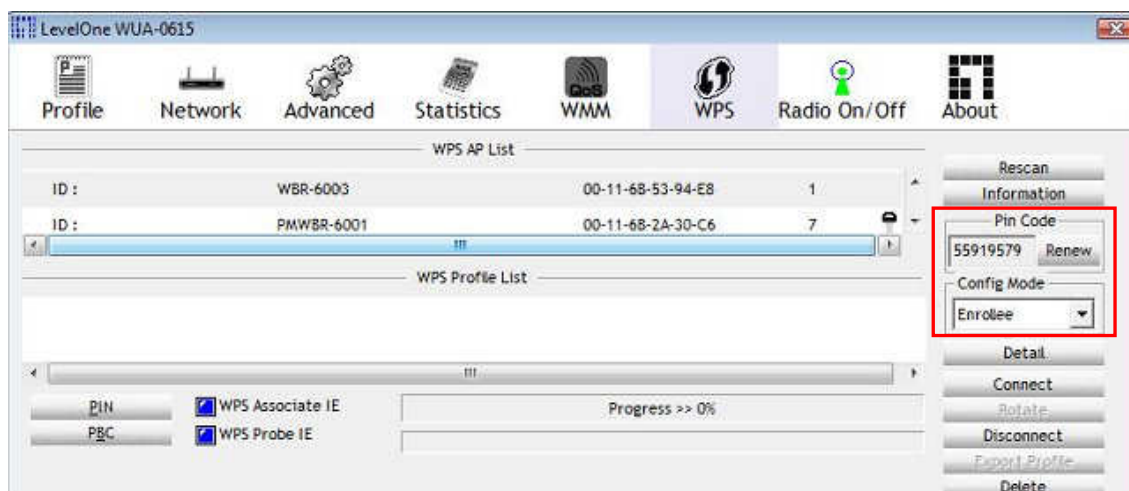 LevelOne WUA-0615
Profile Network Advanced Statistics QoS WMM WPS Radio On/Off About
WPS AP List
Rescan
ID : WBR-6003 00-11-6B-53-94-E8 1
Information
ID : PMWBR-6001 00-11-6B-2A-30-C6 7
Pin Code
55919579 Renew
WPS Profile List
Config Mode
Enrollee
Detail
Connect
PIN WPS Associate IE Progress >> 0%
Rotate
PBC WPS Probe IE
Disconnect
Export Profile
Delete